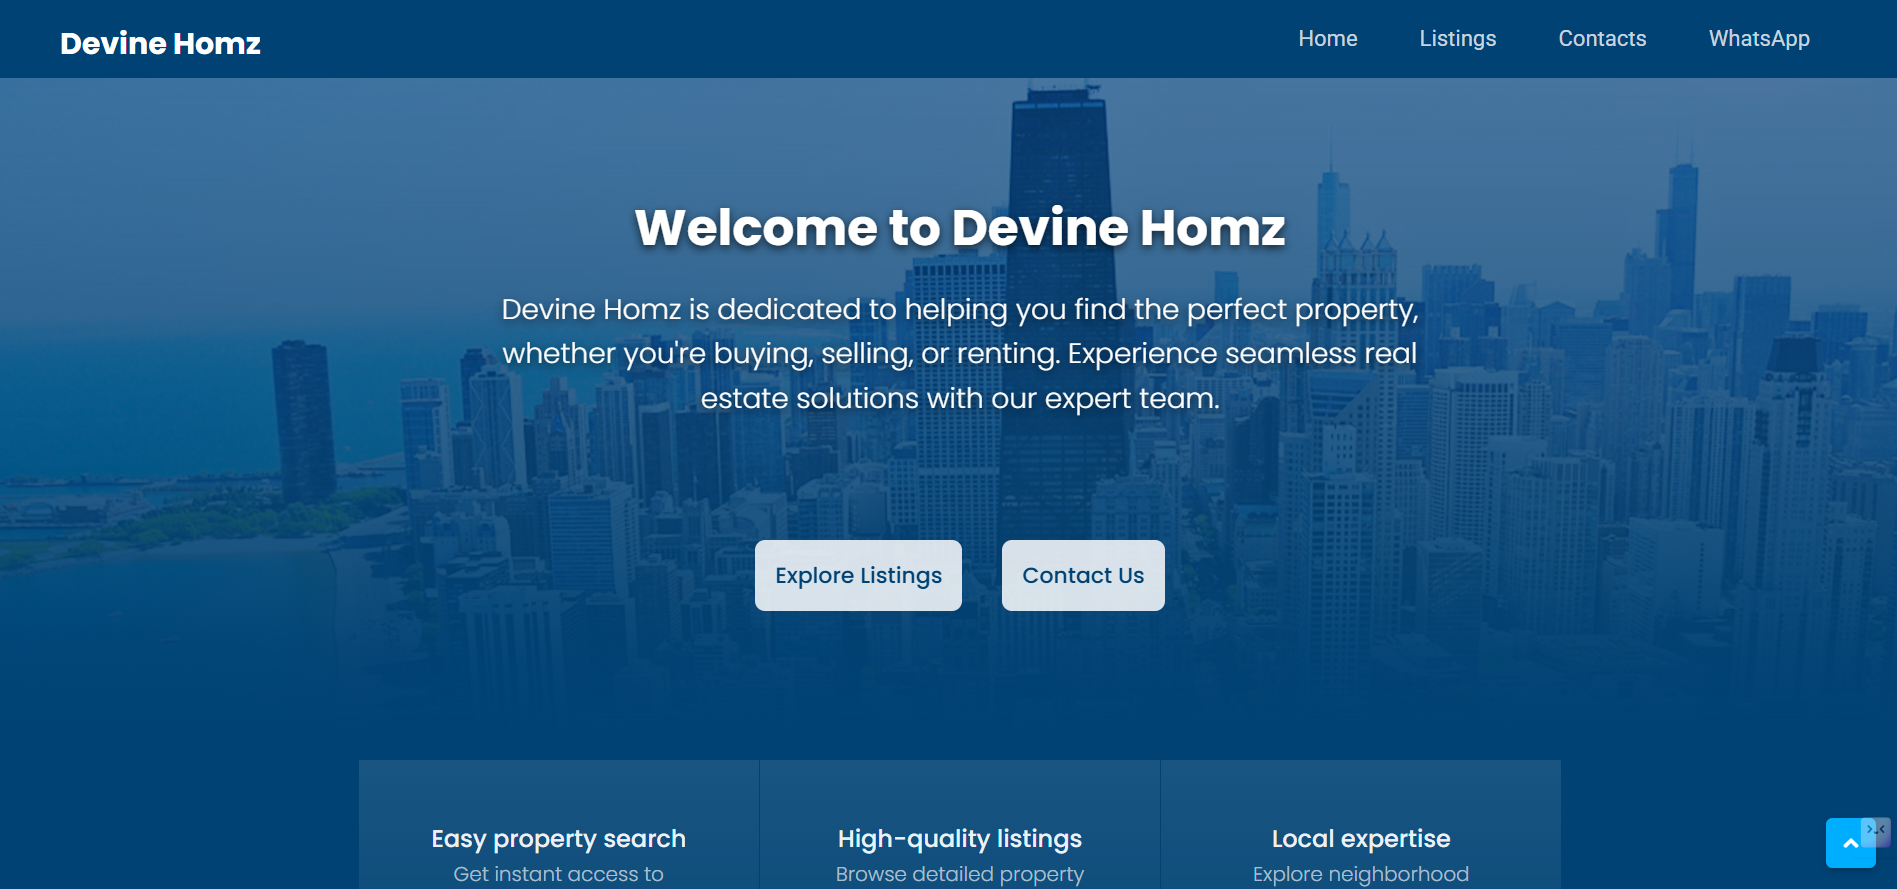 Devine Homz
Home Listings Contacts WhatsApp
Welcome to Devine Homz
Devine Homz is dedicated to helping you find the perfect property,
whether you're buying, selling, or renting. Experience seamless real
estate solutions with our expert team.
Explore Listings Contact Us
Easy property search
Get instant access to
High-quality listings
Browse detailed property
Local expertise
Explore neighborhood